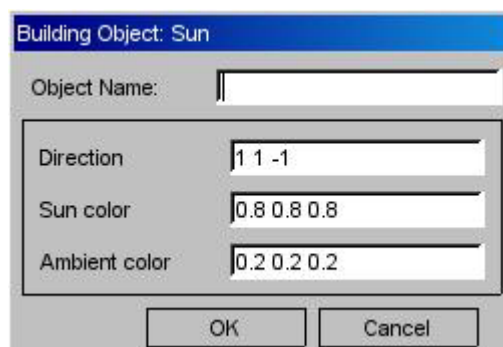 Building Object: Sun
Object Name:
Direction 1 1 -1
Sun color 0.8 0.8 0.8
Ambient color 0.2 0.2 0.2
OK Cancel